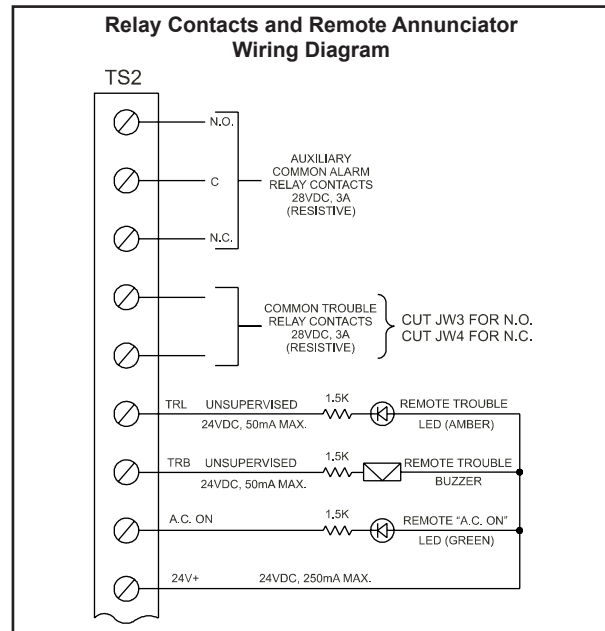 Relay Contacts and Remote Annunciator
Wiring Diagram
TS2
N.O.
C
N.C.
AUXILIARY
COMMON ALARM
RELAY CONTACTS
28VDC, 3A
(RESISTIVE)
COMMON TROUBLE
RELAY CONTACTS
28VDC, 3A
(RESISTIVE)
CUT JW3 FOR N.O.
CUT JW4 FOR N.C.
TRL UNSUPERVISED 1.5K REMOTE TROUBLE
24VDC, 50mA MAX. LED (AMBER)
TRB UNSUPERVISED 1.5K REMOTE TROUBLE
24VDC, 50mA MAX. BUZZER
A.C. ON 1.5K REMOTE "A.C. ON"
LED (GREEN)
24V+ 24VDC, 250mA MAX.